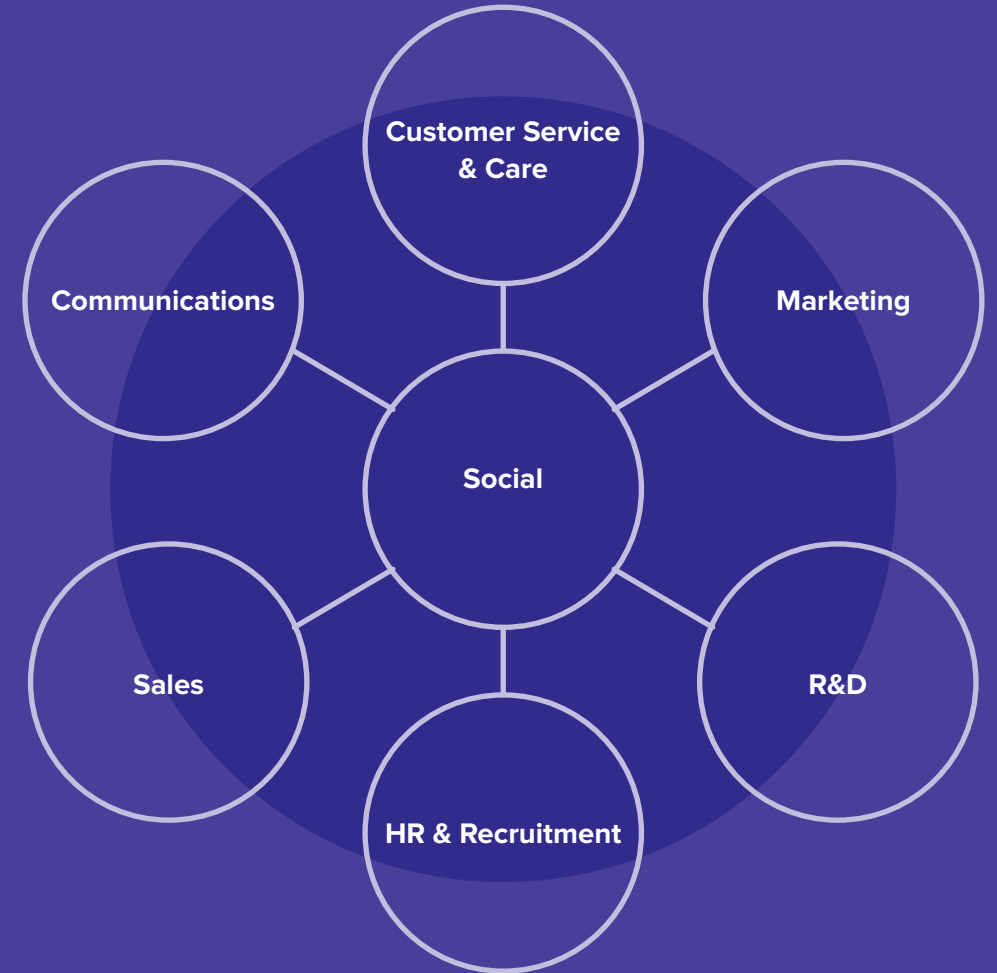 Customer Service
& Care
Communications
Marketing
Social
Sales
R&D
HR & Recruitment